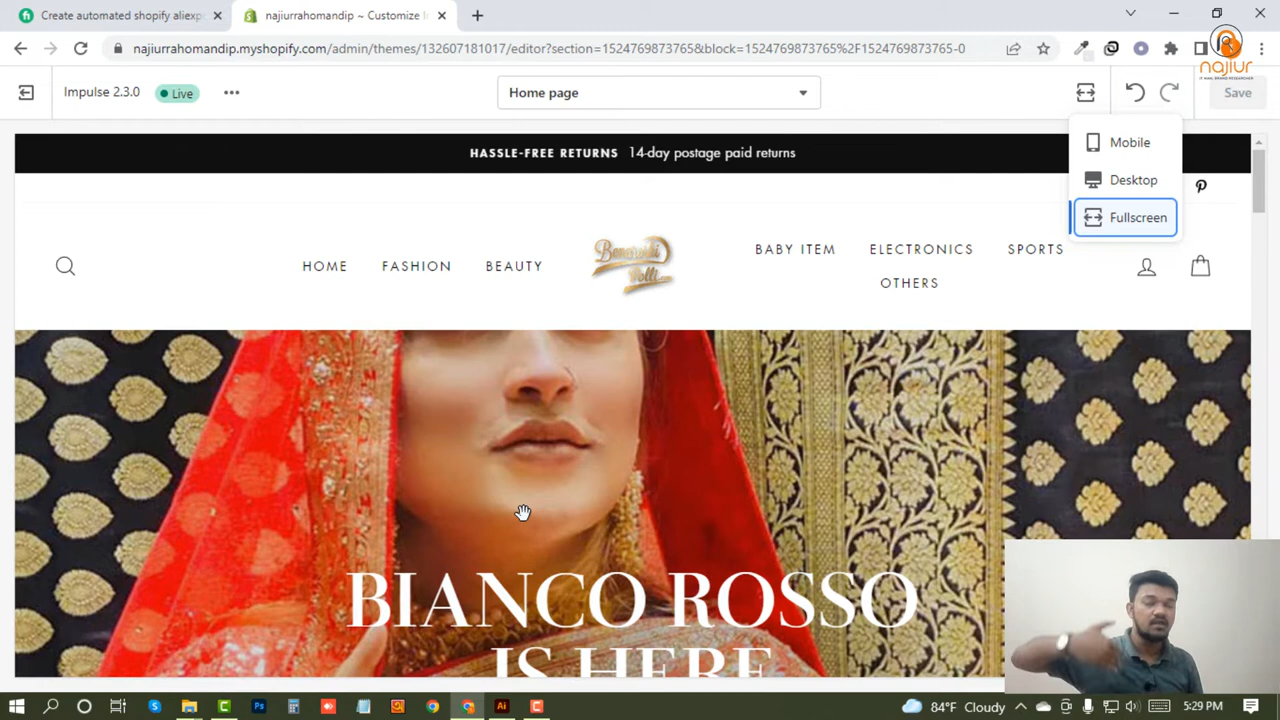 Create automated shopify aliexp
najiurrahomandip ~ Customize I
najiurrahomandip.myshopify.com/admin/themes/132607181017/editor?section=1524769873765&block=1524769873765%2F1524769873765-0
najiur
Impulse 2.3.0
Live
Home page
Save
Mobile
Desktop
Fullscreen
HASSLE-FREE RETURNS 14-day postage paid returns
HOME
FASHION
BEAUTY
BABY ITEM
ELECTRONICS
SPORTS
OTHERS
BIANCO ROSSO
IS HERE
84°F Cloudy
5:29 PM